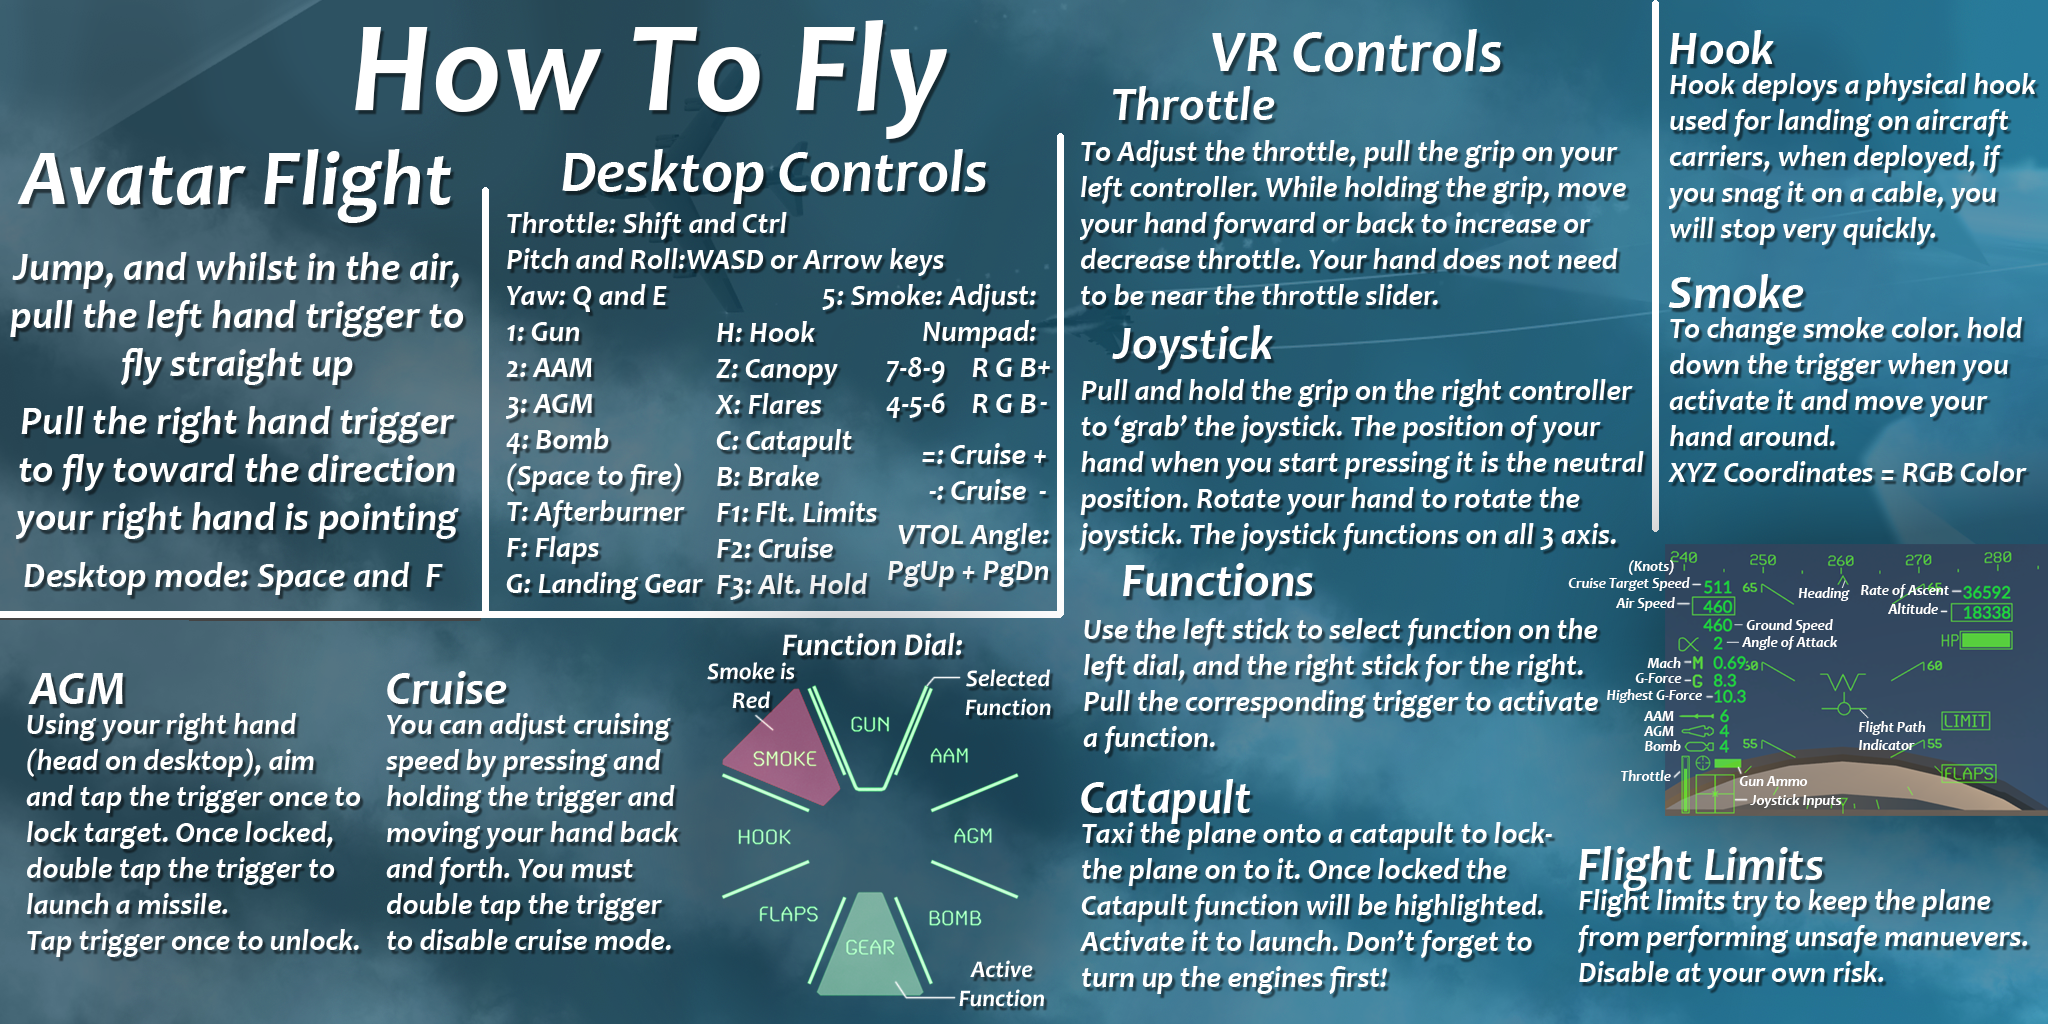 How To Fly
Avatar Flight
Jump, and whilst in the air,
pull the left hand trigger to
fly straight up
Pull the right hand trigger
to fly toward the direction
your right hand is pointing
Desktop mode: Space and F
Desktop Controls
Throttle: Shift and Ctrl
Pitch and Roll:WASD or Arrow keys
Yaw: Q and E
1: Gun
2: AAM
3: AGM
4: Bomb
(Space to fire)
T: Afterburner
F: Flaps
G: Landing Gear
H: Hook
Z: Canopy
X: Flares
C: Catapult
B: Brake
F1: Flt. Limits
F2: Cruise
F3: Alt. Hold
5: Smoke: Adjust:
Numpad:
7-8-9 R G B+
4-5-6 R G B-
=: Cruise +
-: Cruise -
VTOL Angle:
PgUp + PgDn
VR Controls
Throttle
To Adjust the throttle, pull the grip on your
left controller. While holding the grip, move
your hand forward or back to increase or
decrease throttle. Your hand does not need
to be near the throttle slider.
Joystick
Pull and hold the grip on the right controller
to ‘grab’ the joystick. The position of your
hand when you start pressing it is the neutral
position. Rotate your hand to rotate the
joystick. The joystick functions on all 3 axis.
Functions
Use the left stick to select function on the
left dial, and the right stick for the right.
Pull the corresponding trigger to activate
a function.
Catapult
Taxi the plane onto a catapult to lock-
the plane on to it. Once locked the
Catapult function will be highlighted.
Activate it to launch. Don’t forget to
turn up the engines first!
Hook
Hook deploys a physical hook
used for landing on aircraft
carriers, when deployed, if
you snag it on a cable, you
will stop very quickly.
Smoke
To change smoke color. hold
down the trigger when you
activate it and move your
hand around.
XYZ Coordinates = RGB Color
240 250 260 270 280
(Knots)
Cruise Target Speed 511
65
Heading
Rate of Ascent 36592
Air Speed 460
Altitude 18338
460 Ground Speed
2 Angle of Attack
HP
Mach M 0.69
50
60
G-Force G 8.3
Highest G-Force 10.3
AAM 6
AGM 4
Bomb 4
Flight Path
Indicator
LIMIT
55
155
Throttle
Gun Ammo
Joystick Inputs
FLAPS
Flight Limits
Flight limits try to keep the plane
from performing unsafe manuevers.
Disable at your own risk.
AGM
Using your right hand
(head on desktop), aim
and tap the trigger once to
lock target. Once locked,
double tap the trigger to
launch a missile.
Tap trigger once to unlock.
Cruise
You can adjust cruising
speed by pressing and
holding the trigger and
moving your hand back
and forth. You must
double tap the trigger
to disable cruise mode.
Function Dial:
Smoke is
Red
Selected
Function
GUN
SMOKE
AAM
HOOK
AGM
FLAPS
BOMB
GEAR
Active
Function